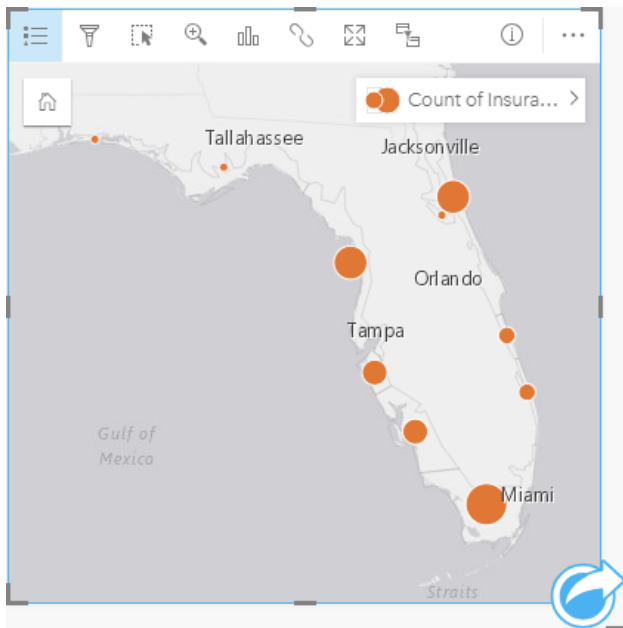 Count of Insura...
Tallahassee
Jacksonville
Orlando
Tampa
Gulf of
Mexico
Miami
Straits